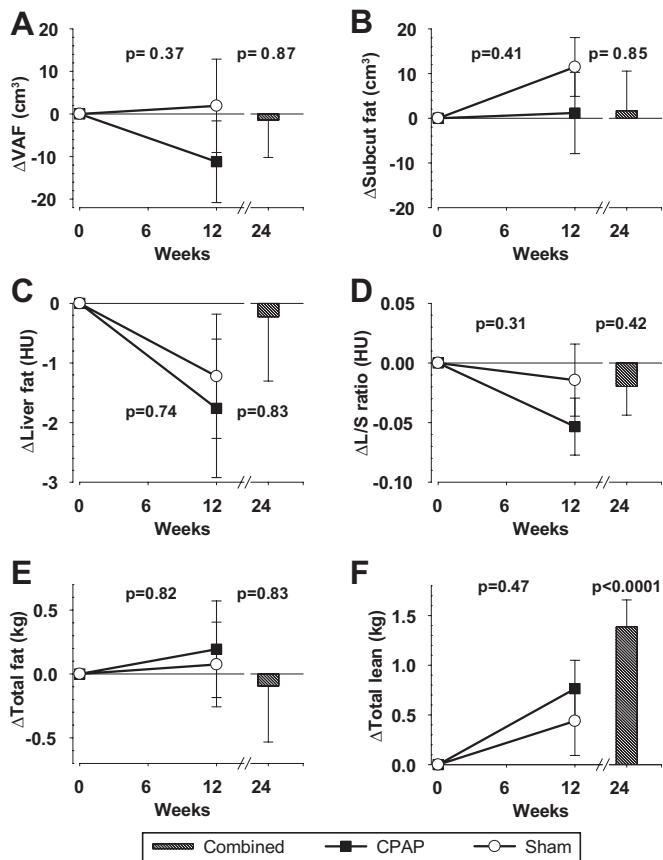 A
p= 0.37
p= 0.87
ΔVAF (cm³)
20
10
0
-10
-20
0
6
12
24
Weeks
B
p=0.41
p= 0.85
ΔSubcut fat (cm³)
20
10
0
-10
20
0
6
12
24
Weeks
C
p=0.74
p=0.83
ΔLiver fat (HU)
0
-1
-2
-3
0
6
12
24
Weeks
D
p=0.31
p=0.42
ΔL/S ratio (HU)
0.05
0.00
-0.05
-0.10
0
6
12
24
Weeks
E
p=0.82
p=0.83
ΔTotal fat (kg)
0.5
0.0
-0.5
0
6
12
24
Weeks
F
p=0.47
p<0.0001
ΔTotal lean (kg)
1.5
1.0
0.5
0.0
0
6
12
24
Weeks
Combined
CPAP
Sham